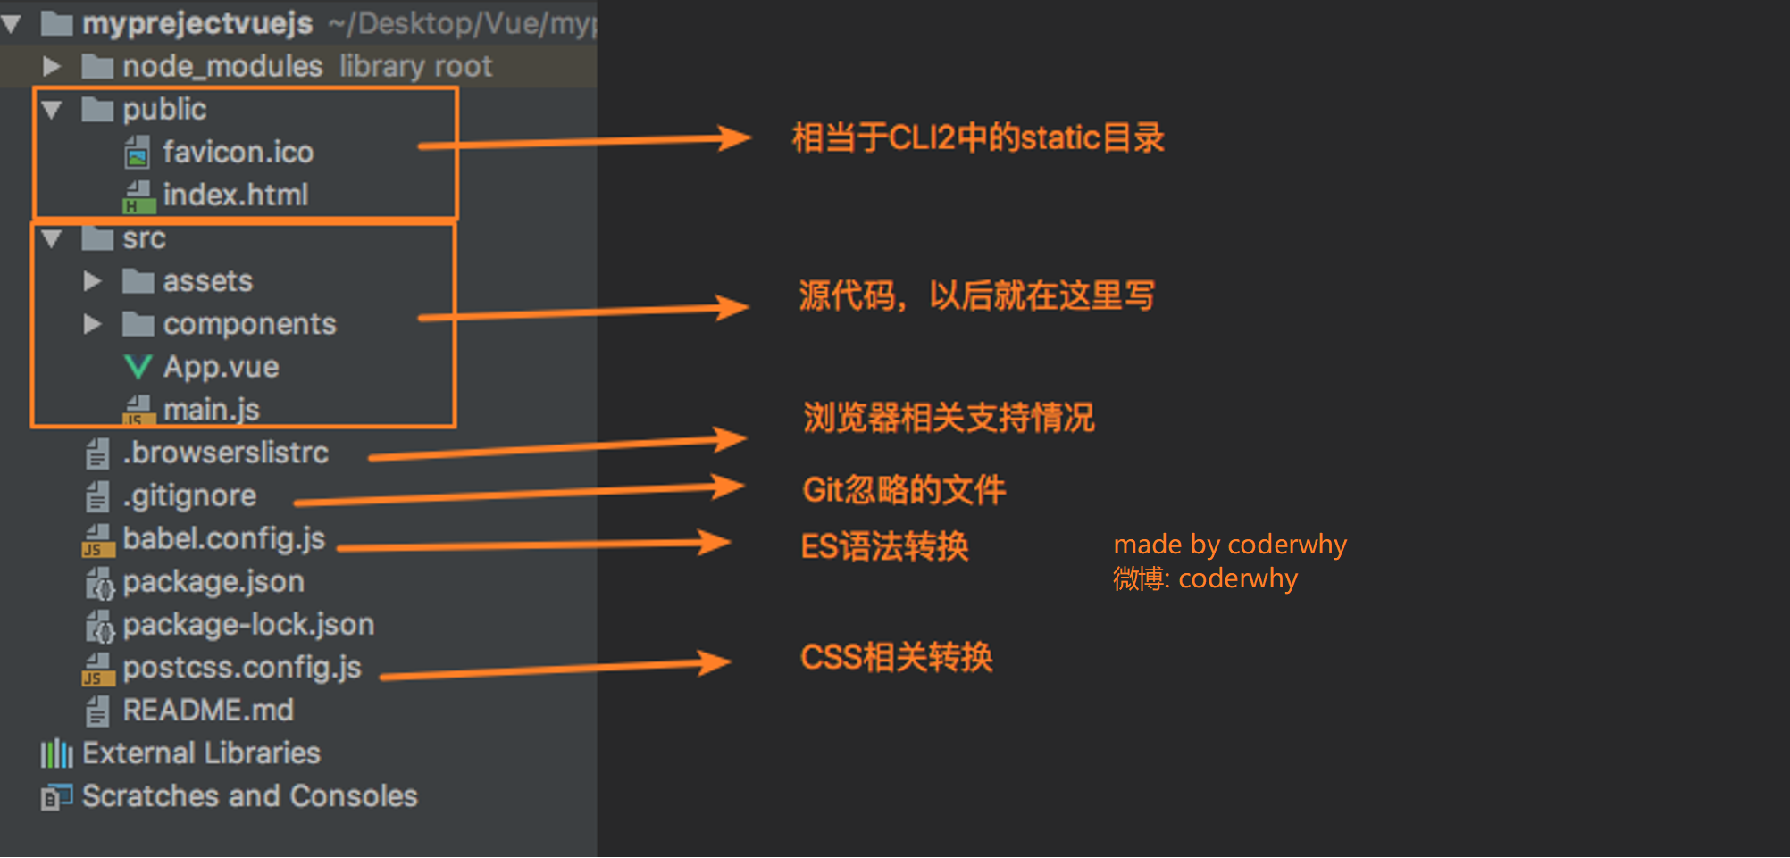 myprejectvuejs ~/Desktop/Vue/myp
node_modules library root
public
favicon.ico
index.html
相当于CLI2中的static目录
src
assets
components
App.vue
main.js
源代码，以后就在这里写
.browserslistrc
浏览器相关支持情况
.gitignore
Git忽略的文件
babel.config.js
ES语法转换
made by coderwhy
微博: coderwhy
package.json
package-lock.json
postcss.config.js
CSS相关转换
README.md
External Libraries
Scratches and Consoles